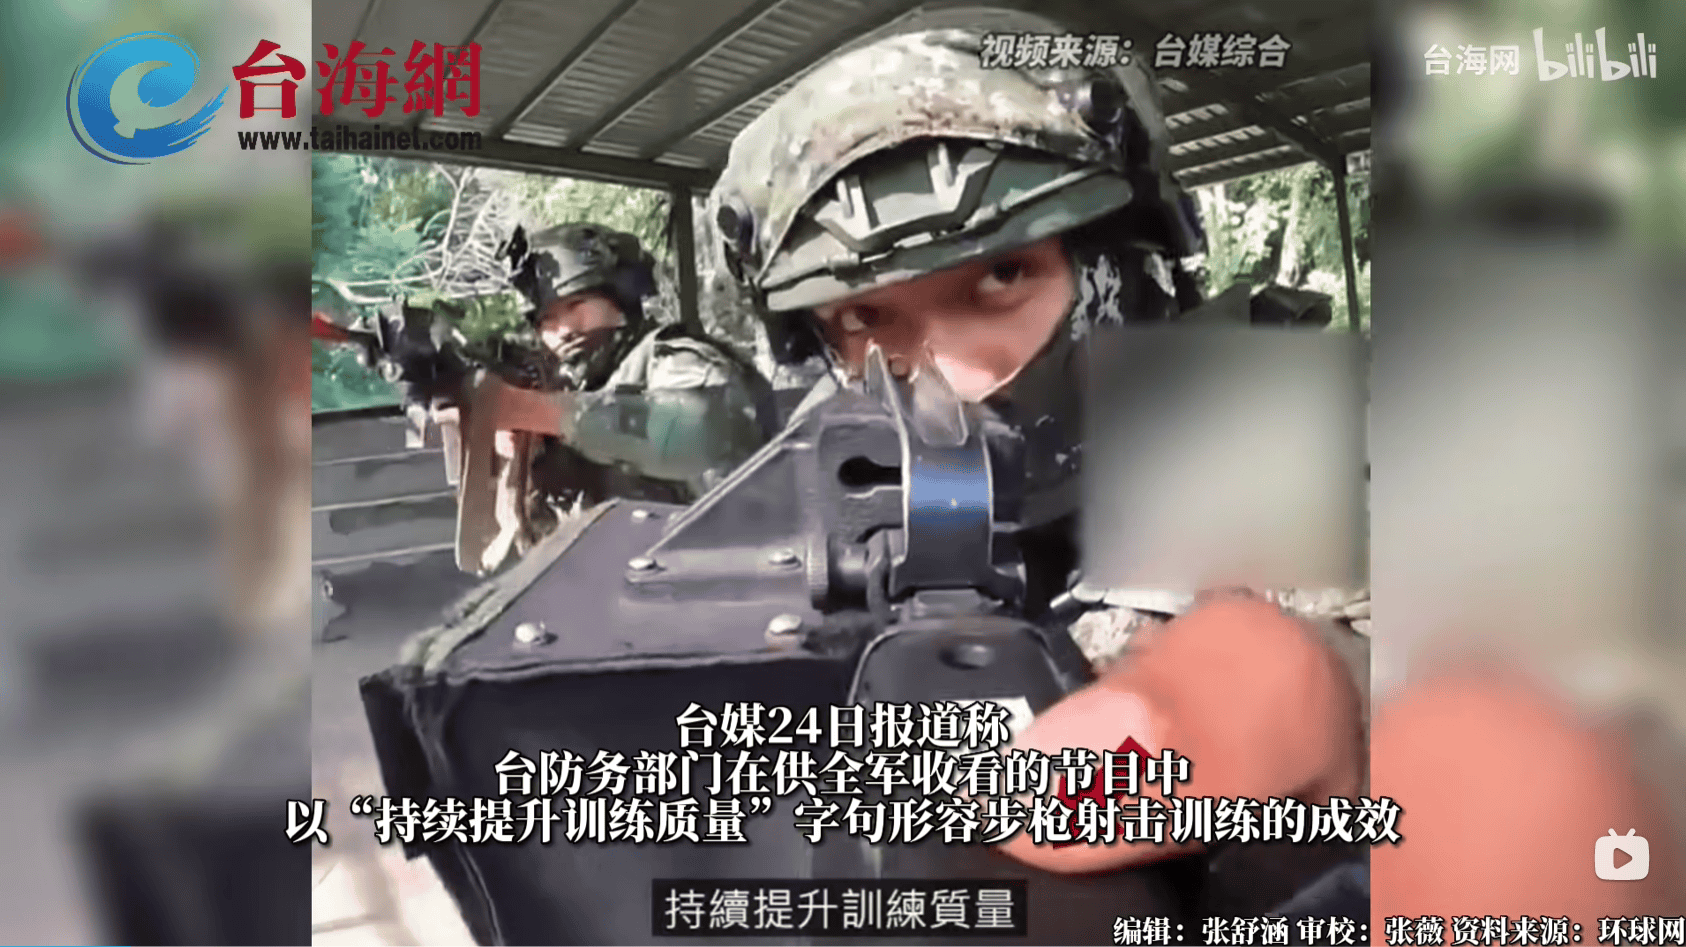 台海網
www.taihainet.com
视频来源：台媒综合
台海网 bilibili
台媒24日报道称
台防务部门在供全军收看的节目中
以“持续提升训练质量”字句形容步枪射击训练的成效
持續提升訓練質量
编辑：张舒涵 审校：张薇 资料来源：环球网